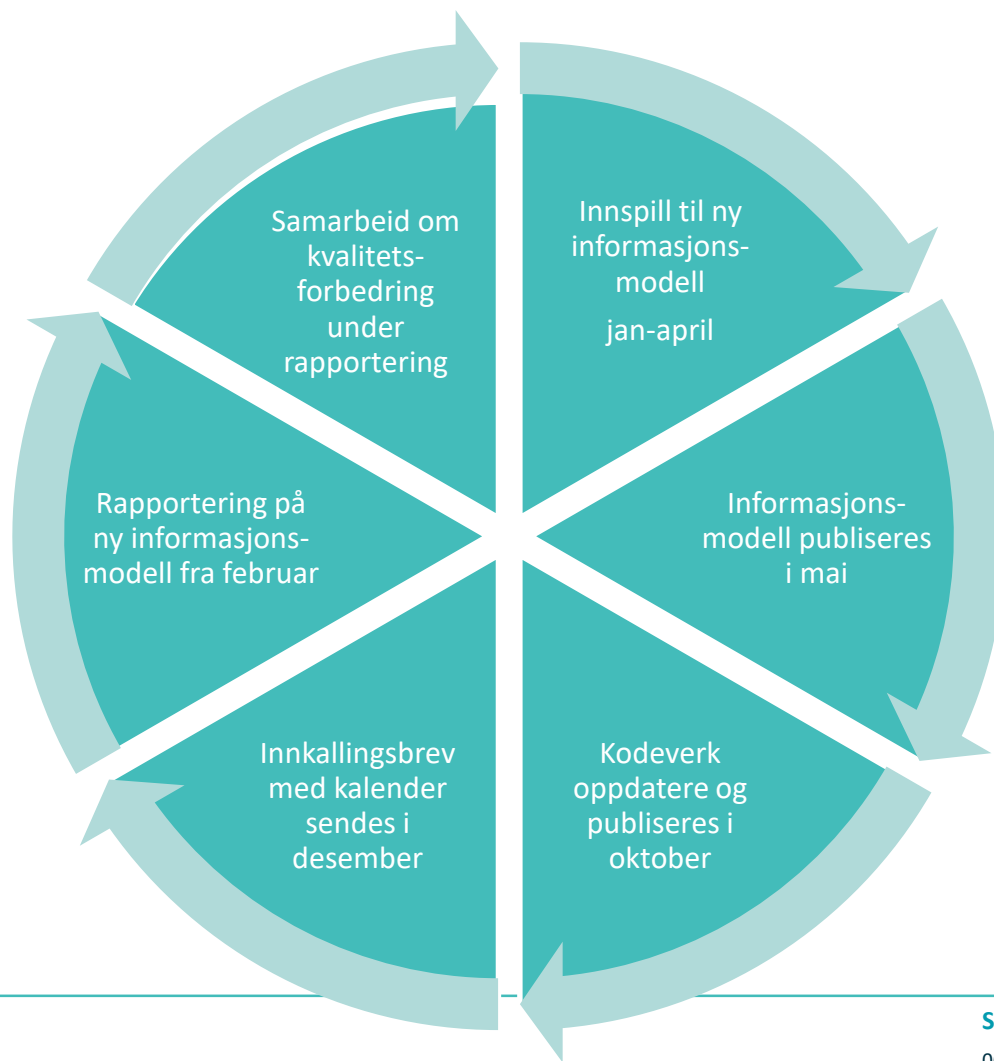 Innspill til ny
informasjons-
modell
jan-april
Informasjons-
modell publiseres
i mai
Kodeverk
oppdatere og
publiseres i
oktober
Innkallingsbrev
med kalender
sendes i
desember
Rapportering på
ny informasjons-
modell fra februar
Samarbeid om
kvalitets-
forbedring
under
rapportering
S